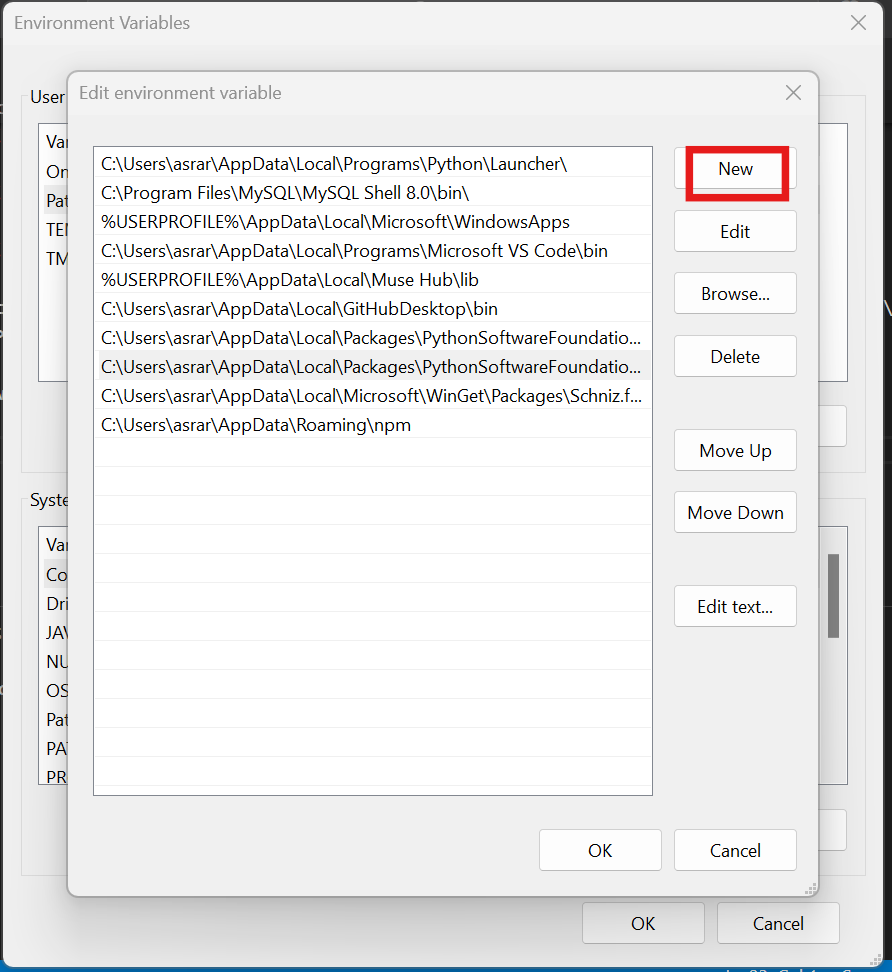 Environment Variables
Edit environment variable
User
Var
On
Pat
TEM
TM
C:\Users\asrar\AppData\Local\Programs\Python\Launcher\
C:\Program Files\MySQL\MySQL Shell 8.0\bin\
%USERPROFILE%\AppData\Local\Microsoft\WindowsApps
C:\Users\asrar\AppData\Local\Programs\Microsoft VS Code\bin
%USERPROFILE%\AppData\Local\Muse Hub\lib
C:\Users\asrar\AppData\Local\GitHubDesktop\bin
C:\Users\asrar\AppData\Local\Packages\PythonSoftwareFoundatio...
C:\Users\asrar\AppData\Local\Packages\PythonSoftwareFoundatio...
C:\Users\asrar\AppData\Local\Microsoft\WinGet\Packages\Schniz.f...
C:\Users\asrar\AppData\Roaming\npm
New
Edit
Browse...
Delete
Move Up
Move Down
Edit text...
Syste
Var
Co
Dri
JAV
NU
OS
Pat
PAT
PR
OK
Cancel
OK
Cancel